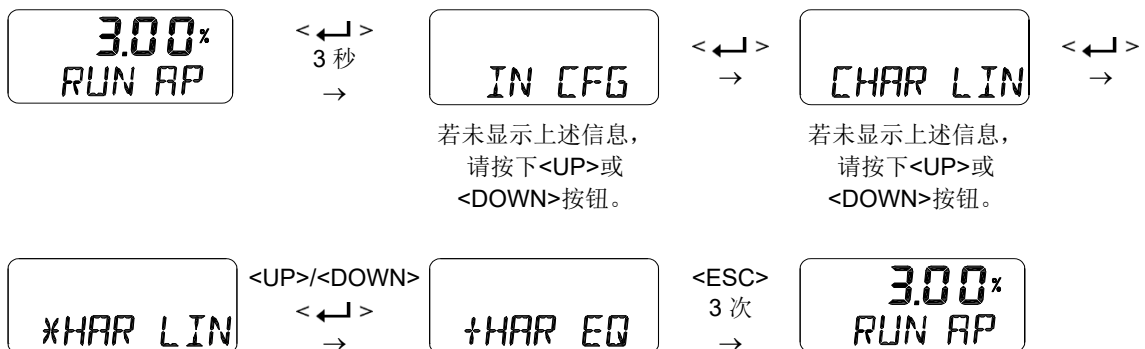 3.00%
RUN AP
< ↵ >
3 秒
→
IN CFG
若未显示上述信息，
请按下<UP>或
<DOWN>按钮。
< ↵ >
→
CHAR LIN
若未显示上述信息，
请按下<UP>或
<DOWN>按钮。
< ↵ >
→
*HAR LIN
<UP>/<DOWN>
< ↵ >
→
+HAR EQ
<ESC>
3 次
→
3.00%
RUN AP